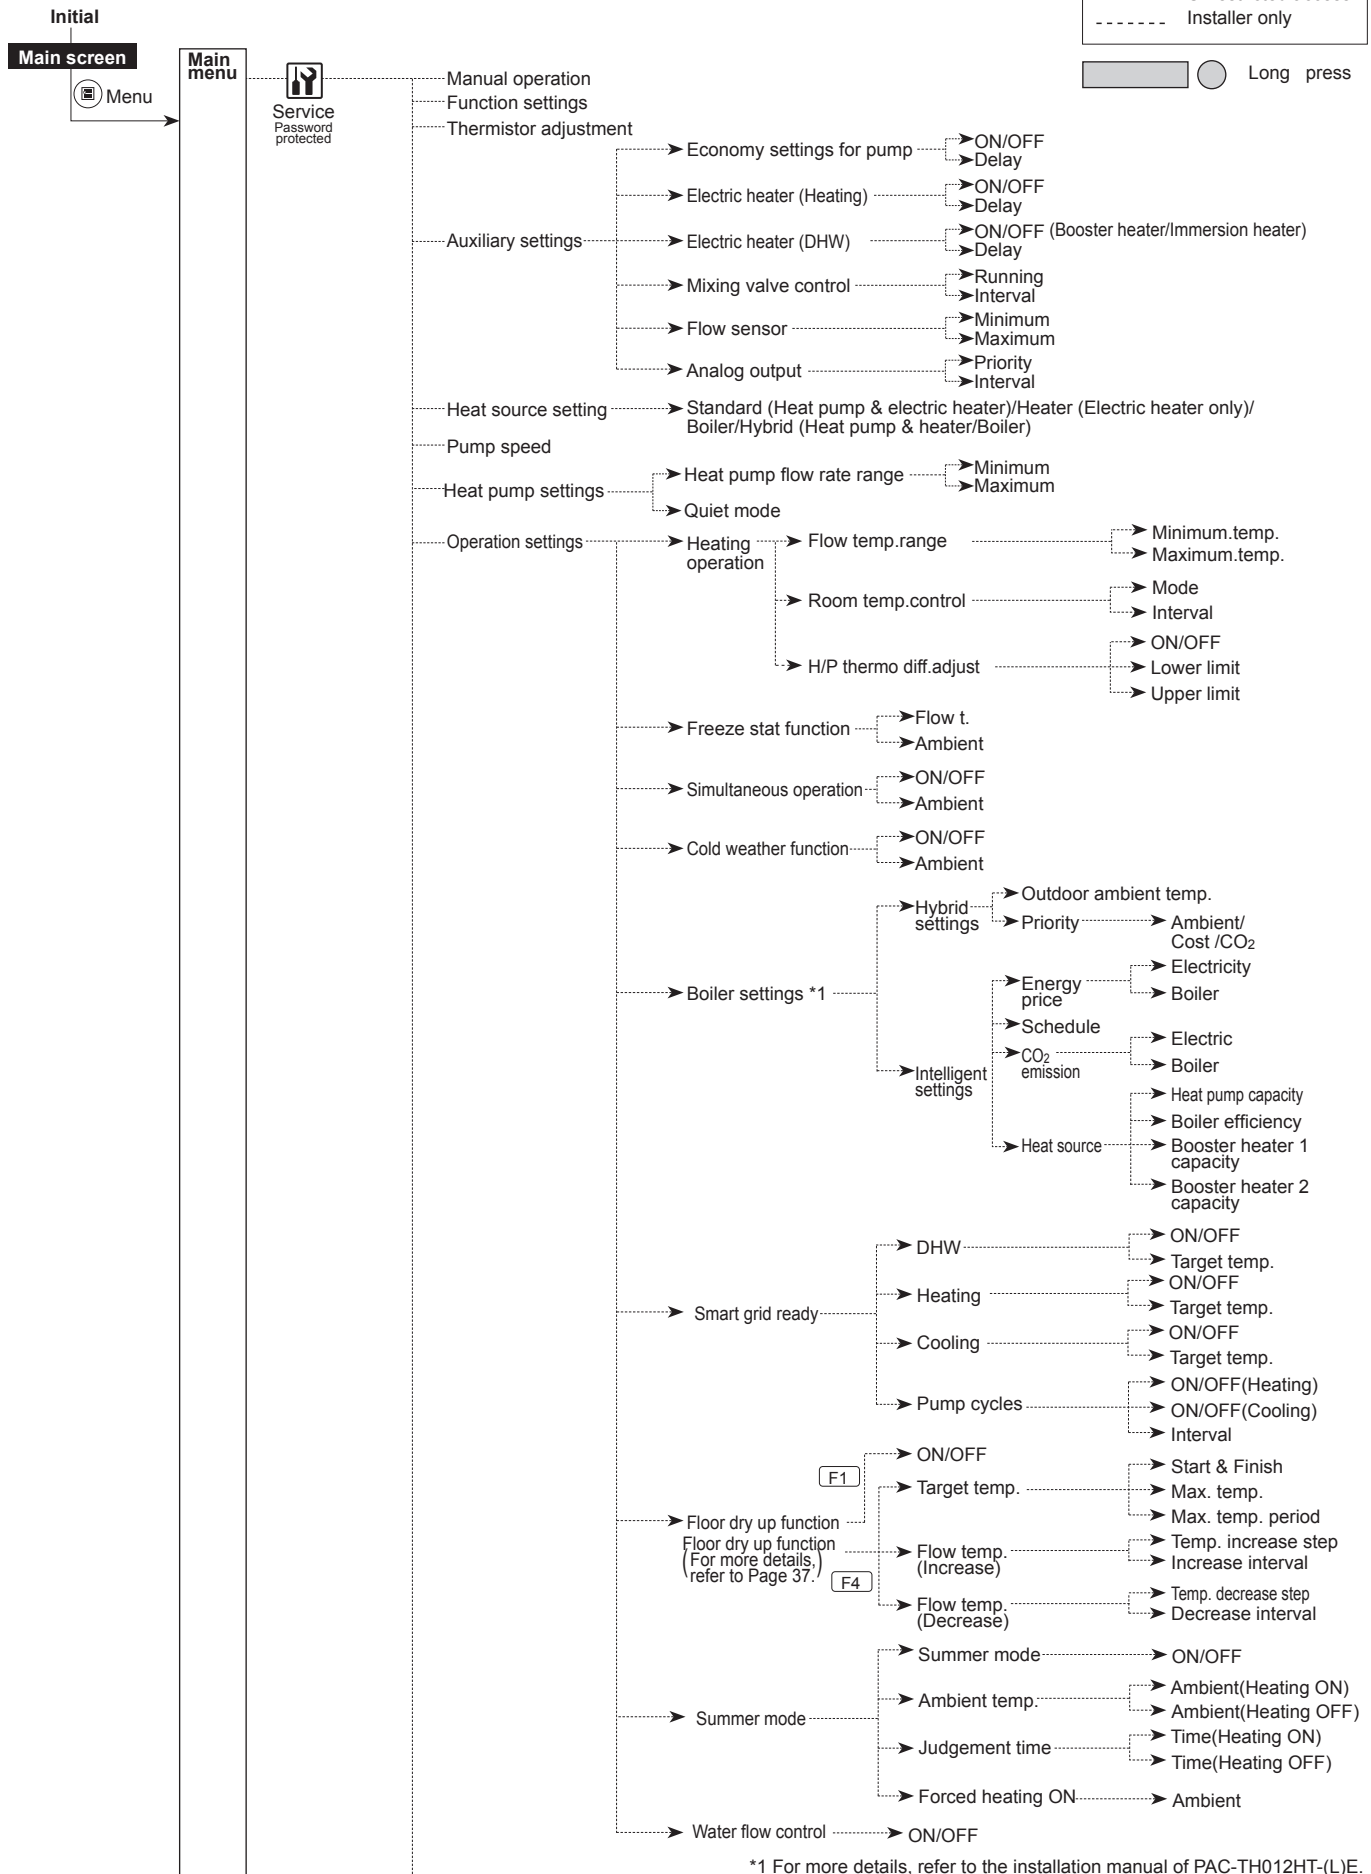 Initial
Main screen
Menu
Main
menu
Service
Password
protected
Installer only
Long press
Manual operation
Function settings
Thermistor adjustment
Auxiliary settings
Economy settings for pump
ON/OFF
Delay
Electric heater (Heating)
ON/OFF
Delay
Electric heater (DHW)
ON/OFF (Booster heater/Immersion heater)
Delay
Mixing valve control
Running
Interval
Flow sensor
Minimum
Maximum
Analog output
Priority
Interval
Heat source setting
Standard (Heat pump & electric heater)/Heater (Electric heater only)/
Boiler/Hybrid (Heat pump & heater/Boiler)
Pump speed
Heat pump settings
Heat pump flow rate range
Minimum
Maximum
Quiet mode
Operation settings
Heating
operation
Flow temp.range
Minimum.temp.
Maximum.temp.
Room temp.control
Mode
Interval
H/P thermo diff.adjust
ON/OFF
Lower limit
Upper limit
Freeze stat function
Flow t.
Ambient
Simultaneous operation
ON/OFF
Ambient
Cold weather function
ON/OFF
Ambient
Boiler settings *1
Hybrid
settings
Outdoor ambient temp.
Priority
Ambient/
Cost /CO2
Intelligent
settings
Energy
price
Electricity
Boiler
Schedule
CO2
emission
Electric
Boiler
Heat source
Heat pump capacity
Boiler efficiency
Booster heater 1
capacity
Booster heater 2
capacity
Smart grid ready
DHW
ON/OFF
Target temp.
Heating
ON/OFF
Target temp.
Cooling
ON/OFF
Target temp.
Pump cycles
ON/OFF(Heating)
ON/OFF(Cooling)
Interval
Floor dry up function
F1
ON/OFF
Floor dry up function
(For more details,
refer to Page 37.)
F4
Target temp.
Start & Finish
Max. temp.
Max. temp. period
Flow temp.
(Increase)
Temp. increase step
Increase interval
Flow temp.
(Decrease)
Temp. decrease step
Decrease interval
Summer mode
Summer mode
ON/OFF
Ambient temp.
Ambient(Heating ON)
Ambient(Heating OFF)
Judgement time
Time(Heating ON)
Time(Heating OFF)
Forced heating ON
Ambient
Water flow control
ON/OFF
*1 For more details, refer to the installation manual of PAC-TH012HT-(L)E.